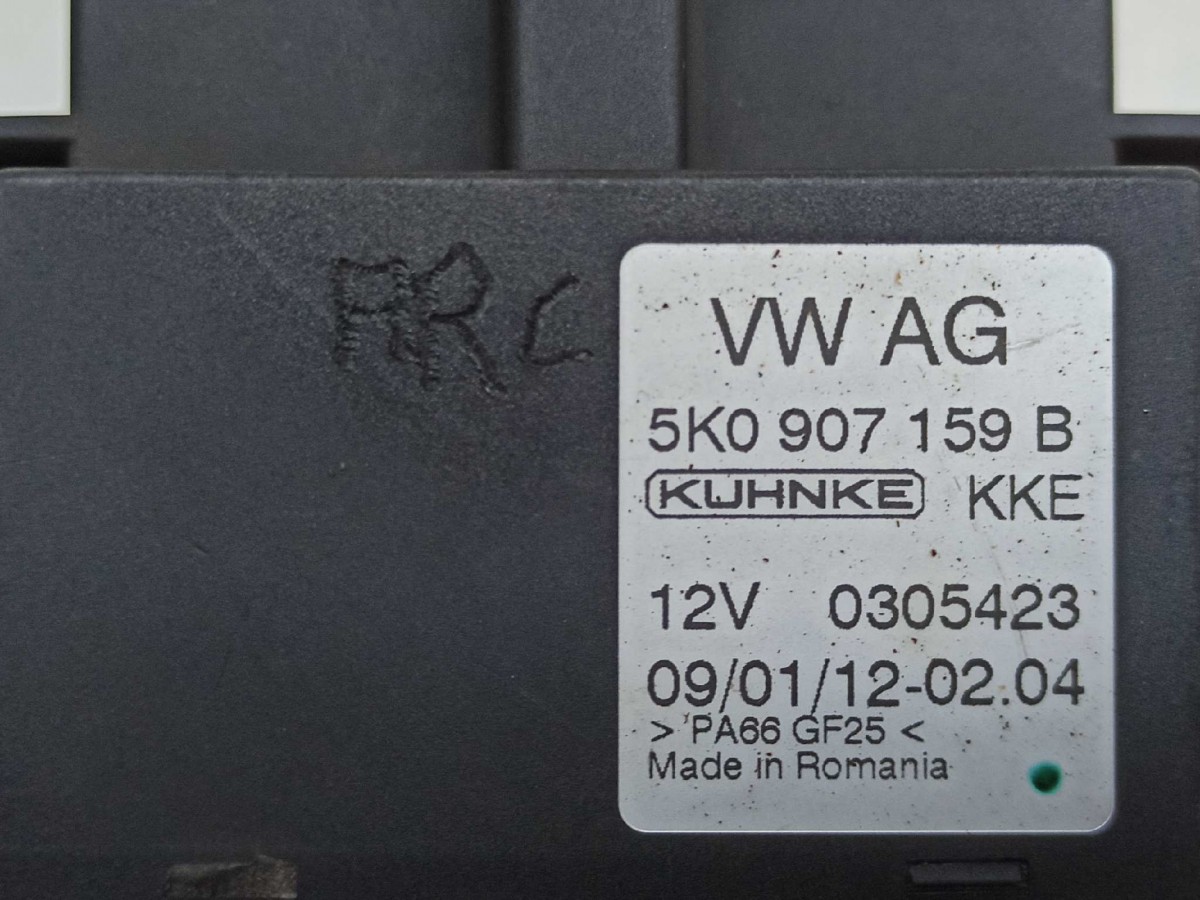 FRC
VW AG
5K0 907 159 B
KUHNKE KKE
12V 0305423
09/01/12-02.04
> PA66 GF25 <
Made in Romania